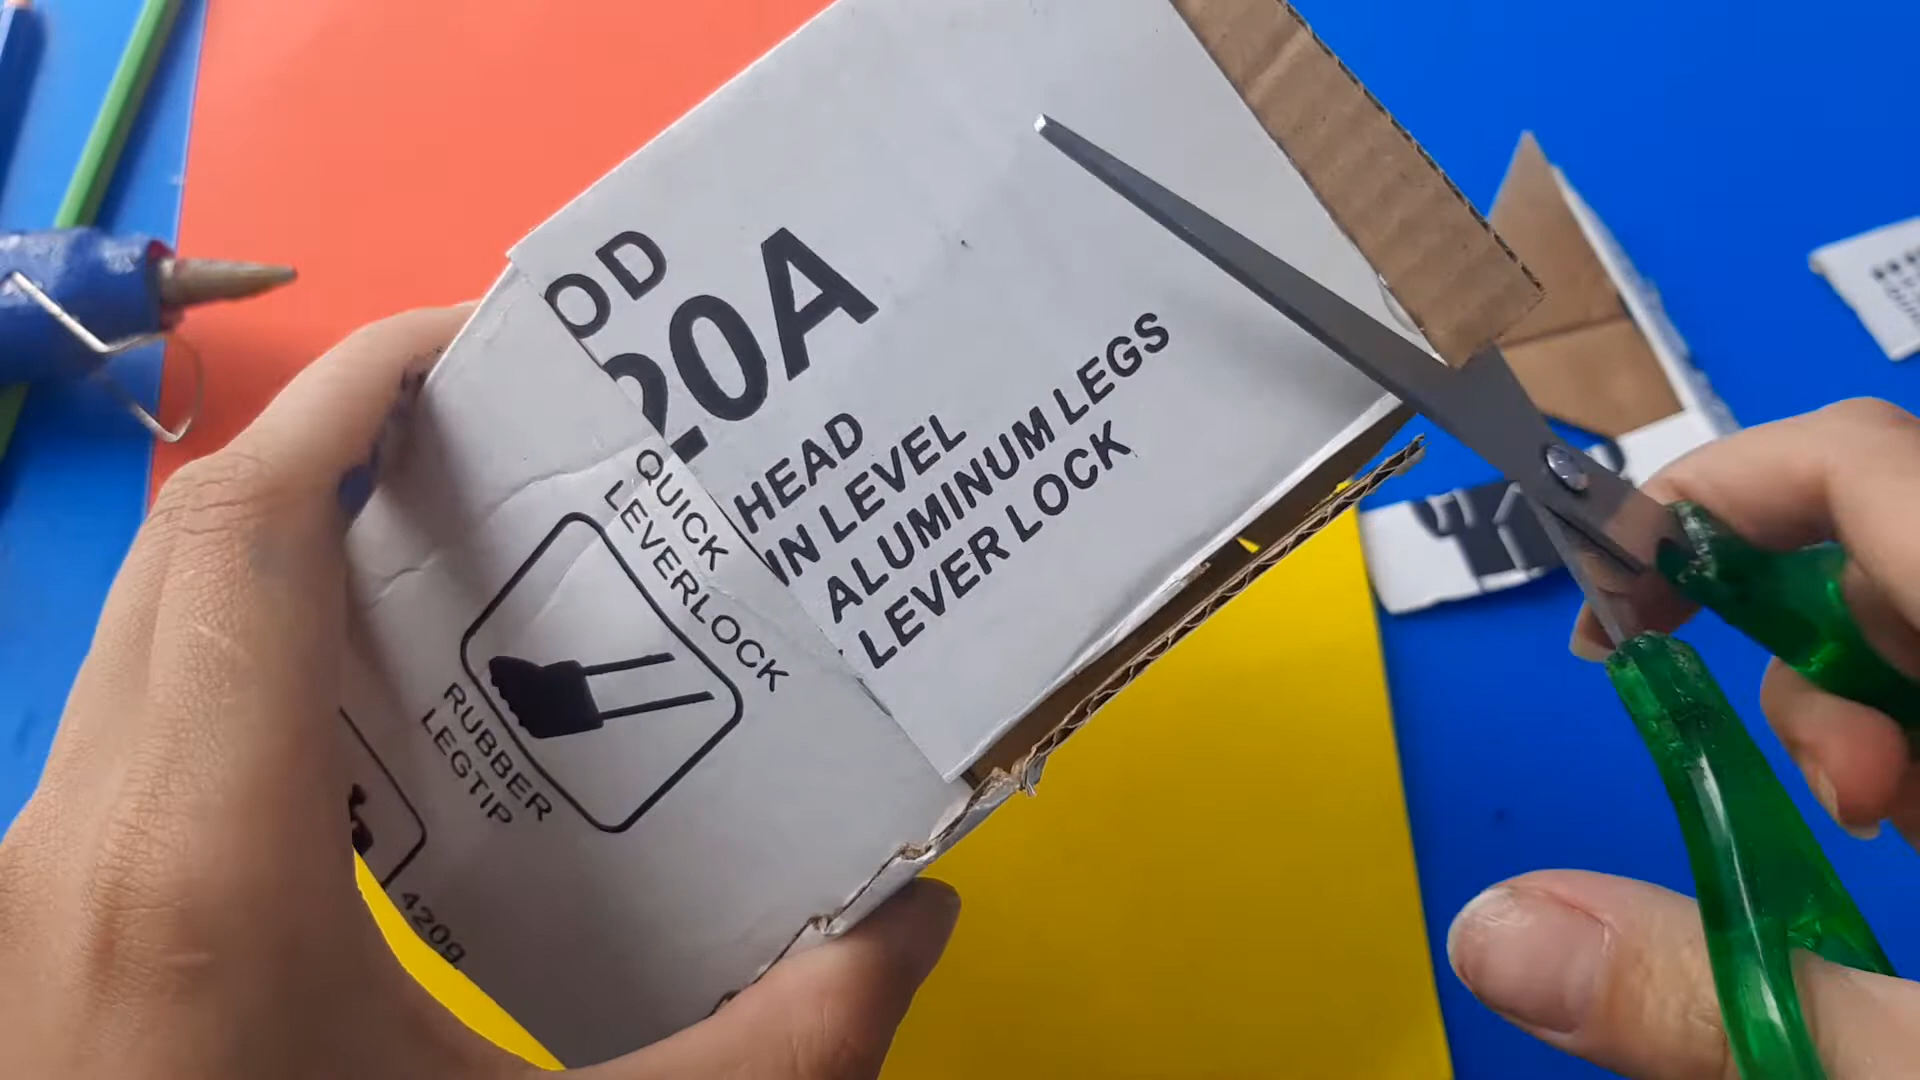 OD
20A
HEAD
IN LEVEL
ALUMINUM LEGS
LEVER LOCK
QUICK
LEVERLOCK
RUBBER
LEGTIP
420g